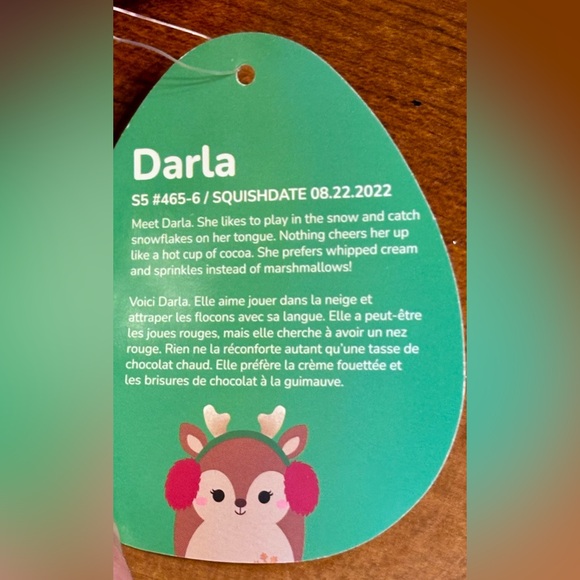 Darla
S5 #465-6 / SQUISHDATE 08.22.2022
Meet Darla. She likes to play in the snow and catch
snowflakes on her tongue. Nothing cheers her up
like a hot cup of cocoa. She prefers whipped cream
and sprinkles instead of marshmallows!
Voici Darla. Elle aime jouer dans la neige et
attraper les flocons avec sa langue. Elle a peut-être
les joues rouges, mais elle cherche à avoir un nez
rouge. Rien ne la réconforte autant qu'une tasse de
chocolat chaud. Elle préfère la crème fouettée et
les brisures de chocolat à la guimauve.